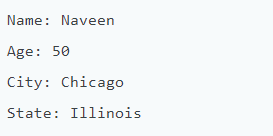 Name: Naveen
Age: 50
City: Chicago
State: Illinois